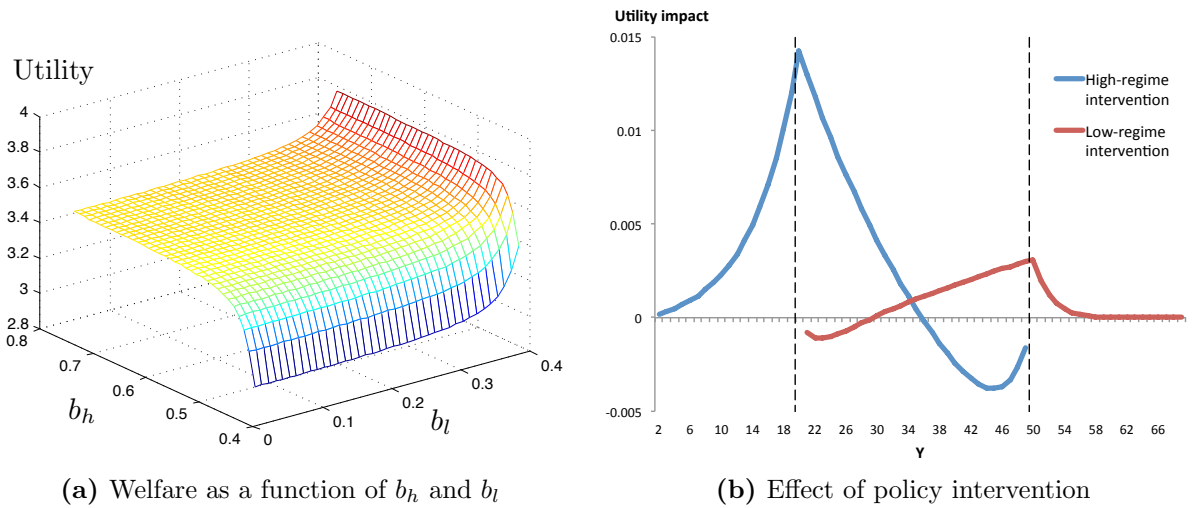 Utility
4
3.8
3.6
3.4
3.2
3
2.8
0.8
0.7
0.6
0.5
0.4
b_h
0
0.1
0.2
0.3
0.4
b_l
(a) Welfare as a function of b_h and b_l
Utility impact
0.015
0.01
0.005
0
-0.005
2 6 10 14 18 22 26 30 34 38 42 46 50 54 58 62 66
Y
High-regime
intervention
Low-regime
intervention
(b) Effect of policy intervention